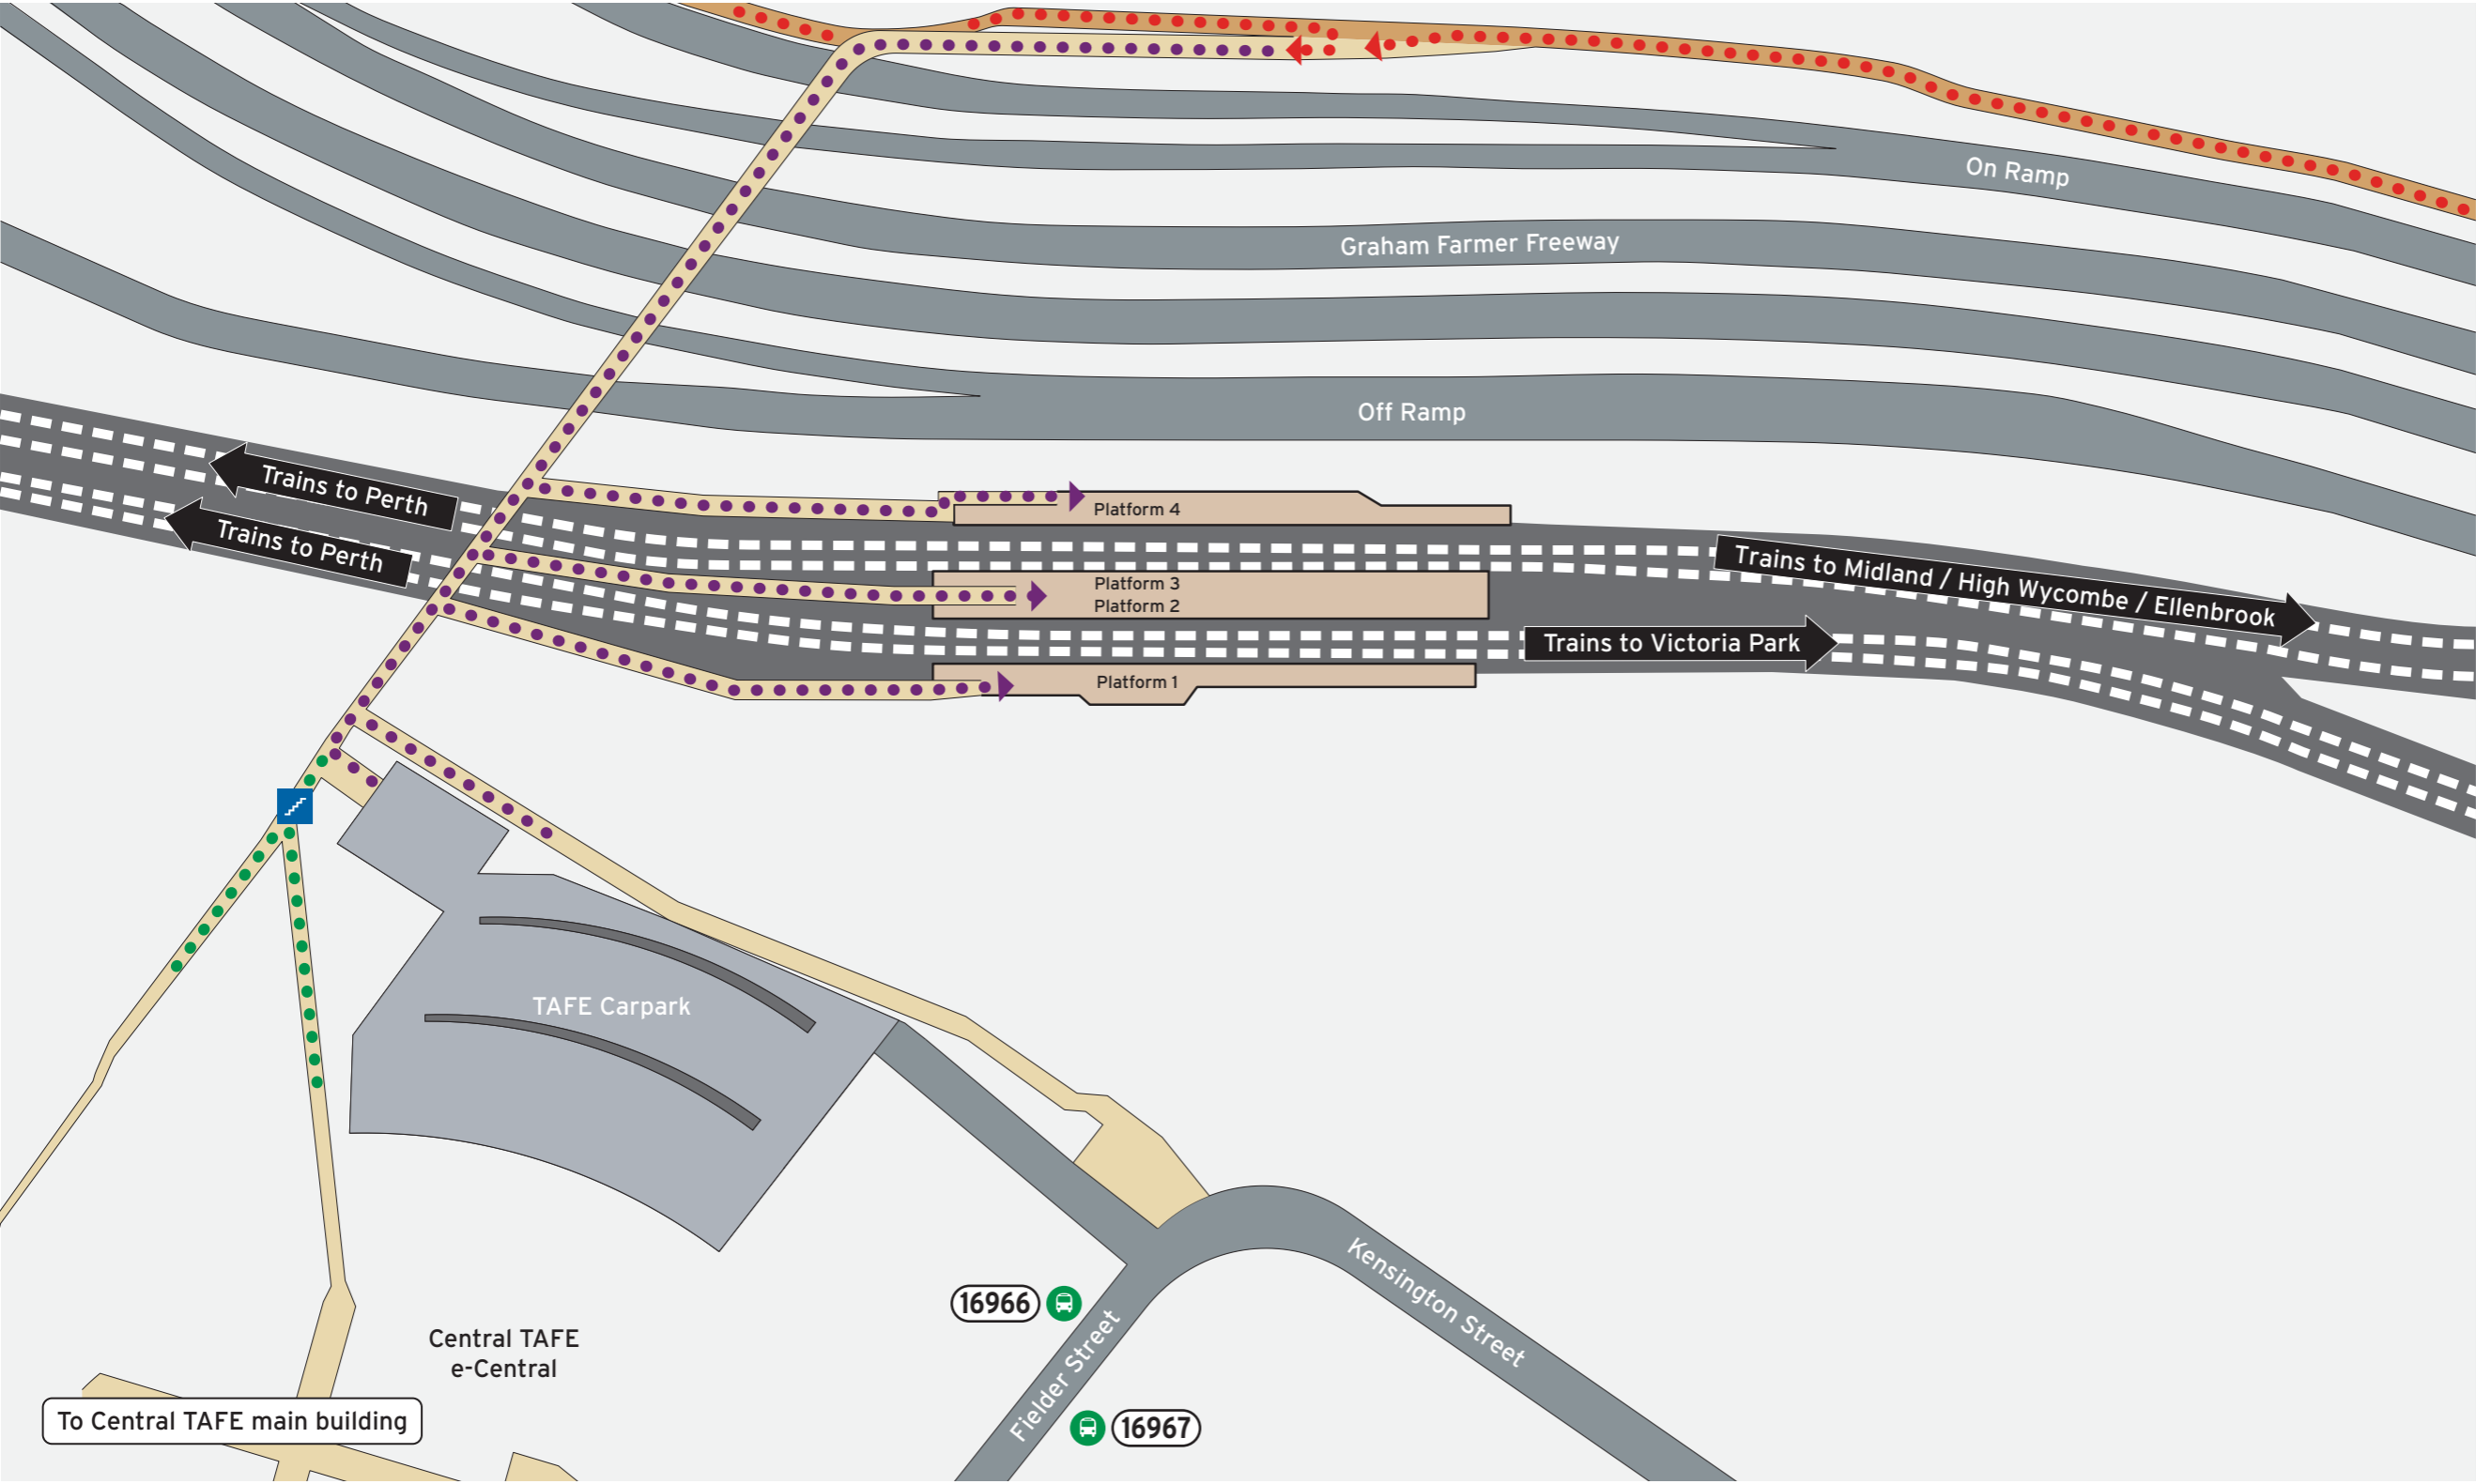 On Ramp
Graham Farmer Freeway
Off Ramp
Trains to Perth
Trains to Perth
Platform 4
Platform 3
Platform 2
Platform 1
Trains to Midland / High Wycombe / Ellenbrook
Trains to Victoria Park
TAFE Carpark
Kensington Street
16966
Fielder Street
Central TAFE
e-Central
To Central TAFE main building
16967